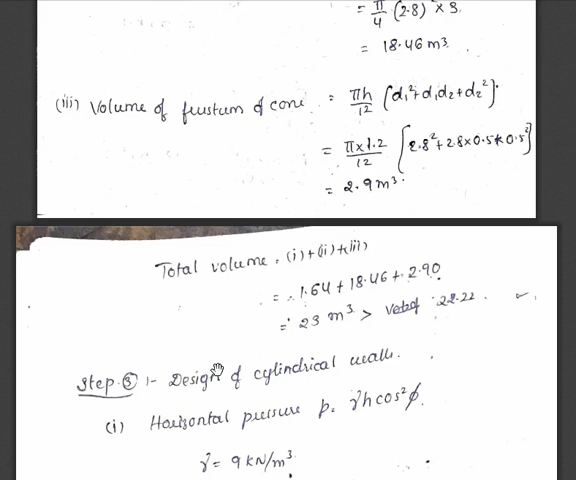 = π/4 (2.8)² × 3
= 18.46 m³
(iii) Volume of frustum of cone = πh/12 (d₁²+d₁d₂+d₂²).
= π×1.2/12 [2.8²+2.8×0.5+0.5²]
= 2.9 m³.
Total volume = (i)+(ii)+(iii)
= 1.64 + 18.46 + 2.90
= 23 m³ > 22.22.
Step ③ :- Design of cylindrical walls.
(i) Horizontal pressure p = γh cos²φ.
γ = 9 kN/m³.